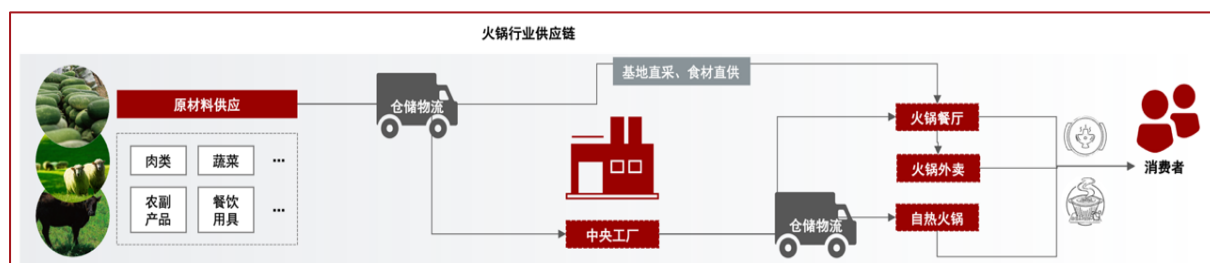 火锅行业供应链
基地直采、食材直供
原材料供应
仓储物流
火锅餐厅
肉类
蔬菜
...
火锅外卖
消费者
农副
产品
餐饮
用具
...
中央工厂
仓储物流
自热火锅